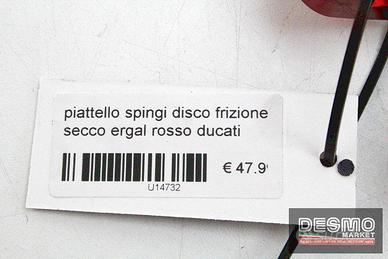 piattello spingi disco frizione
secco ergal rosso ducati
€ 47.9
U14732
DESMO
MARKET